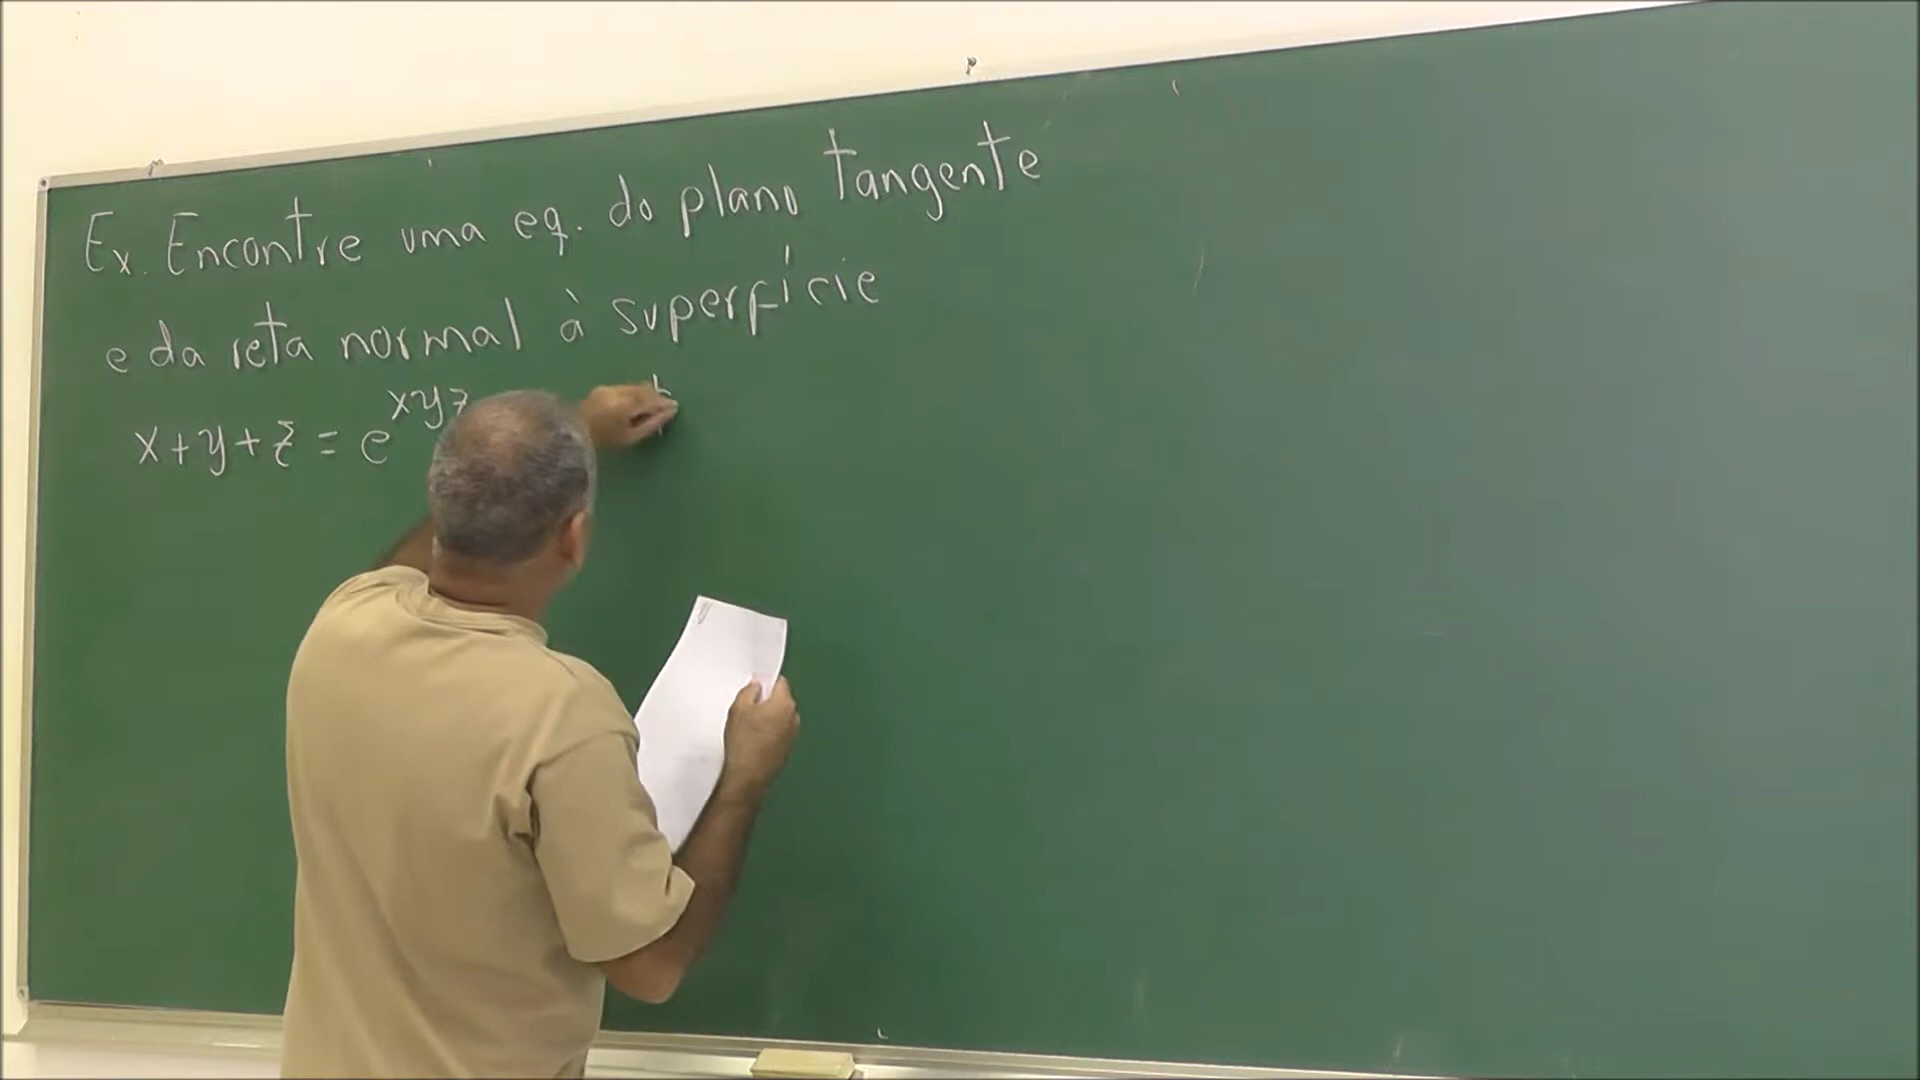 Ex. Encontre uma eq. do plano tangente
e da reta normal à superfície
x+y+z = e^xyz